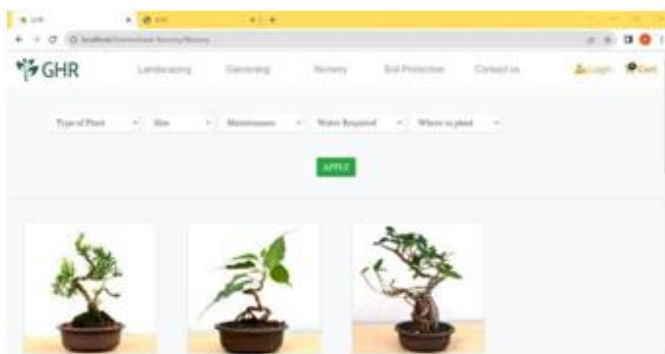 GHR
GHR Landscaping Gardening Nursery Soil Protection Contact us Login Cart
Type of Plant Size Maintenance Water Required Where to plant
APPLY